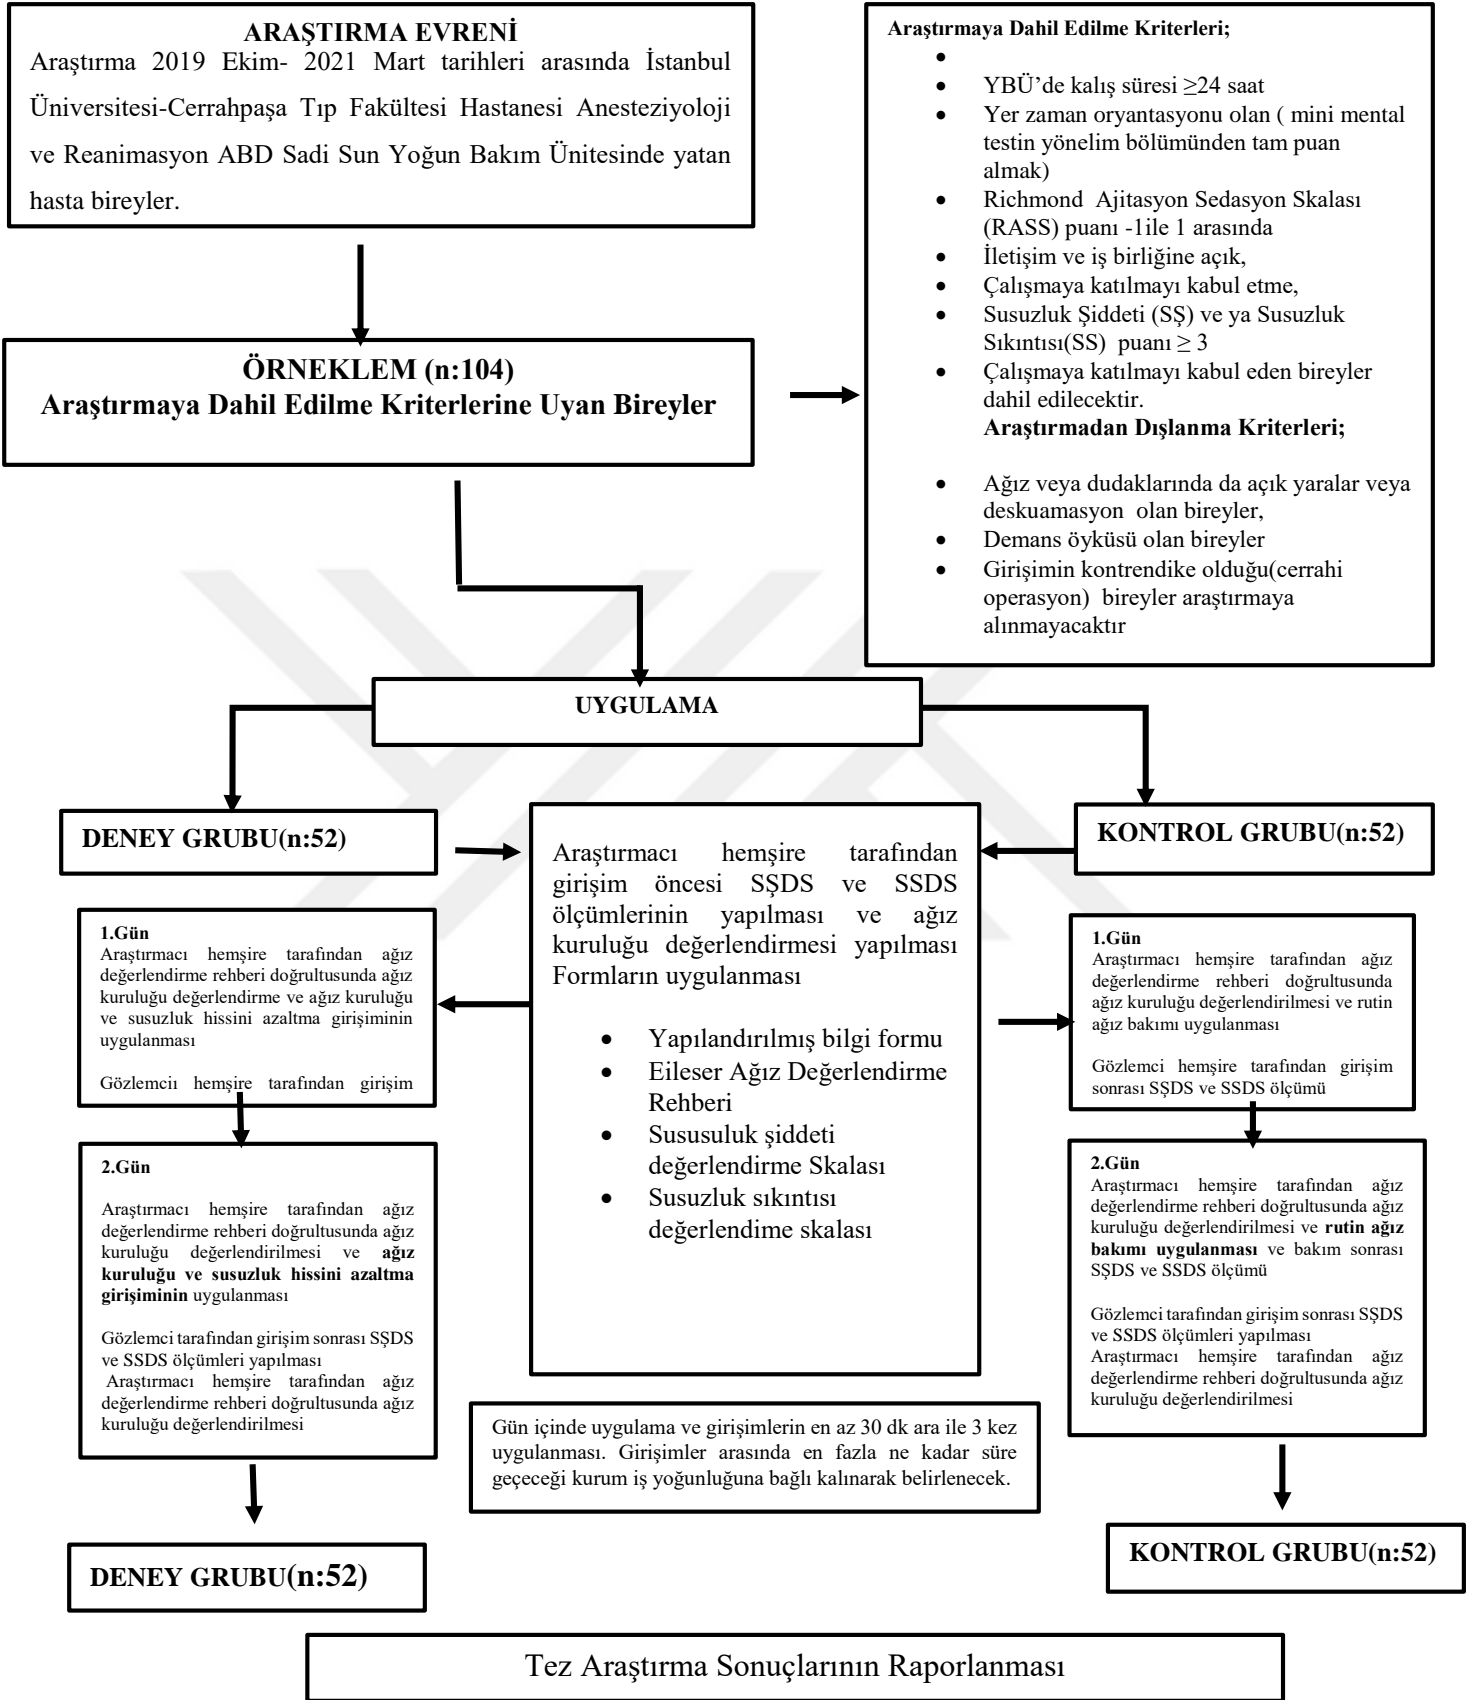 ARAŞTIRMA EVRENİ
Araştırma 2019 Ekim- 2021 Mart tarihleri arasında İstanbul
Üniversitesi-Cerrahpaşa Tıp Fakültesi Hastanesi Anesteziyoloji
ve Reanimasyon ABD Sadi Sun Yoğun Bakım Ünitesinde yatan
hasta bireyler.
Araştırmaya Dahil Edilme Kriterleri;
•
• YBÜ’de kalış süresi ≥24 saat
• Yer zaman oryantasyonu olan ( mini mental
testin yönelim bölümünden tam puan
almak)
• Richmond Ajitasyon Sedasyon Skalası
(RASS) puanı -1ile 1 arasında
• İletişim ve iş birliğine açık,
• Çalışmaya katılmayı kabul etme,
• Susuzluk Şiddeti (SŞ) ve ya Susuzluk
Sıkıntısı(SS) puanı ≥ 3
• Çalışmaya katılmayı kabul eden bireyler
dahil edilecektir.
Araştırmadan Dışlanma Kriterleri;
• Ağız veya dudaklarında da açık yaralar veya
deskuamasyon olan bireyler,
• Demans öyküsü olan bireyler
• Girişimin kontrendike olduğu(cerrahi
operasyon) bireyler araştırmaya
alınmayacaktır
ÖRNEKLEM (n:104)
Araştırmaya Dahil Edilme Kriterlerine Uyan Bireyler
UYGULAMA
DENEY GRUBU(n:52)
Araştırmacı hemşire tarafından
girişim öncesi SŞDS ve SSDS
ölçümlerinin yapılması ve ağız
kuruluğu değerlendirmesi yapılması
Formların uygulanması
• Yapılandırılmış bilgi formu
• Eileser Ağız Değerlendirme
Rehberi
• Sususuluk şiddeti
değerlendirme Skalası
• Susuzluk sıkıntısı
değerlendime skalası
KONTROL GRUBU(n:52)
1.Gün
Araştırmacı hemşire tarafından ağız
değerlendirme rehberi doğrultusunda ağız
kuruluğu değerlendirme ve ağız kuruluğu
ve susuzluk hissini azaltma girişiminin
uygulanması
Gözlemciı hemşire tarafından girişim
1.Gün
Araştırmacı hemşire tarafından ağız
değerlendirme rehberi doğrultusunda
ağız kuruluğu değerlendirilmesi ve rutin
ağız bakımı uygulanması
Gözlemci hemşire tarafından girişim
sonrası SŞDS ve SSDS ölçümü
2.Gün
Araştırmacı hemşire tarafından ağız
değerlendirme rehberi doğrultusunda ağız
kuruluğu değerlendirilmesi ve ağız
kuruluğu ve susuzluk hissini azaltma
girişiminin uygulanması
Gözlemci tarafından girişim sonrası SŞDS
ve SSDS ölçümleri yapılması
Araştırmacı hemşire tarafından ağız
değerlendirme rehberi doğrultusunda ağız
kuruluğu değerlendirilmesi
2.Gün
Araştırmacı hemşire tarafından ağız
değerlendirme rehberi doğrultusunda ağız
kuruluğu değerlendirilmesi ve rutin ağız
bakımı uygulanması ve bakım sonrası
SŞDS ve SSDS ölçümü
Gözlemci tarafından girişim sonrası SŞDS
ve SSDS ölçümleri yapılması
Araştırmacı hemşire tarafından ağız
değerlendirme rehberi doğrultusunda ağız
kuruluğu değerlendirilmesi
Gün içinde uygulama ve girişimlerin en az 30 dk ara ile 3 kez
uygulanması. Girişimler arasında en fazla ne kadar süre
geçeceği kurum iş yoğunluğuna bağlı kalınarak belirlenecek.
DENEY GRUBU(n:52)
KONTROL GRUBU(n:52)
Tez Araştırma Sonuçlarının Raporlanması